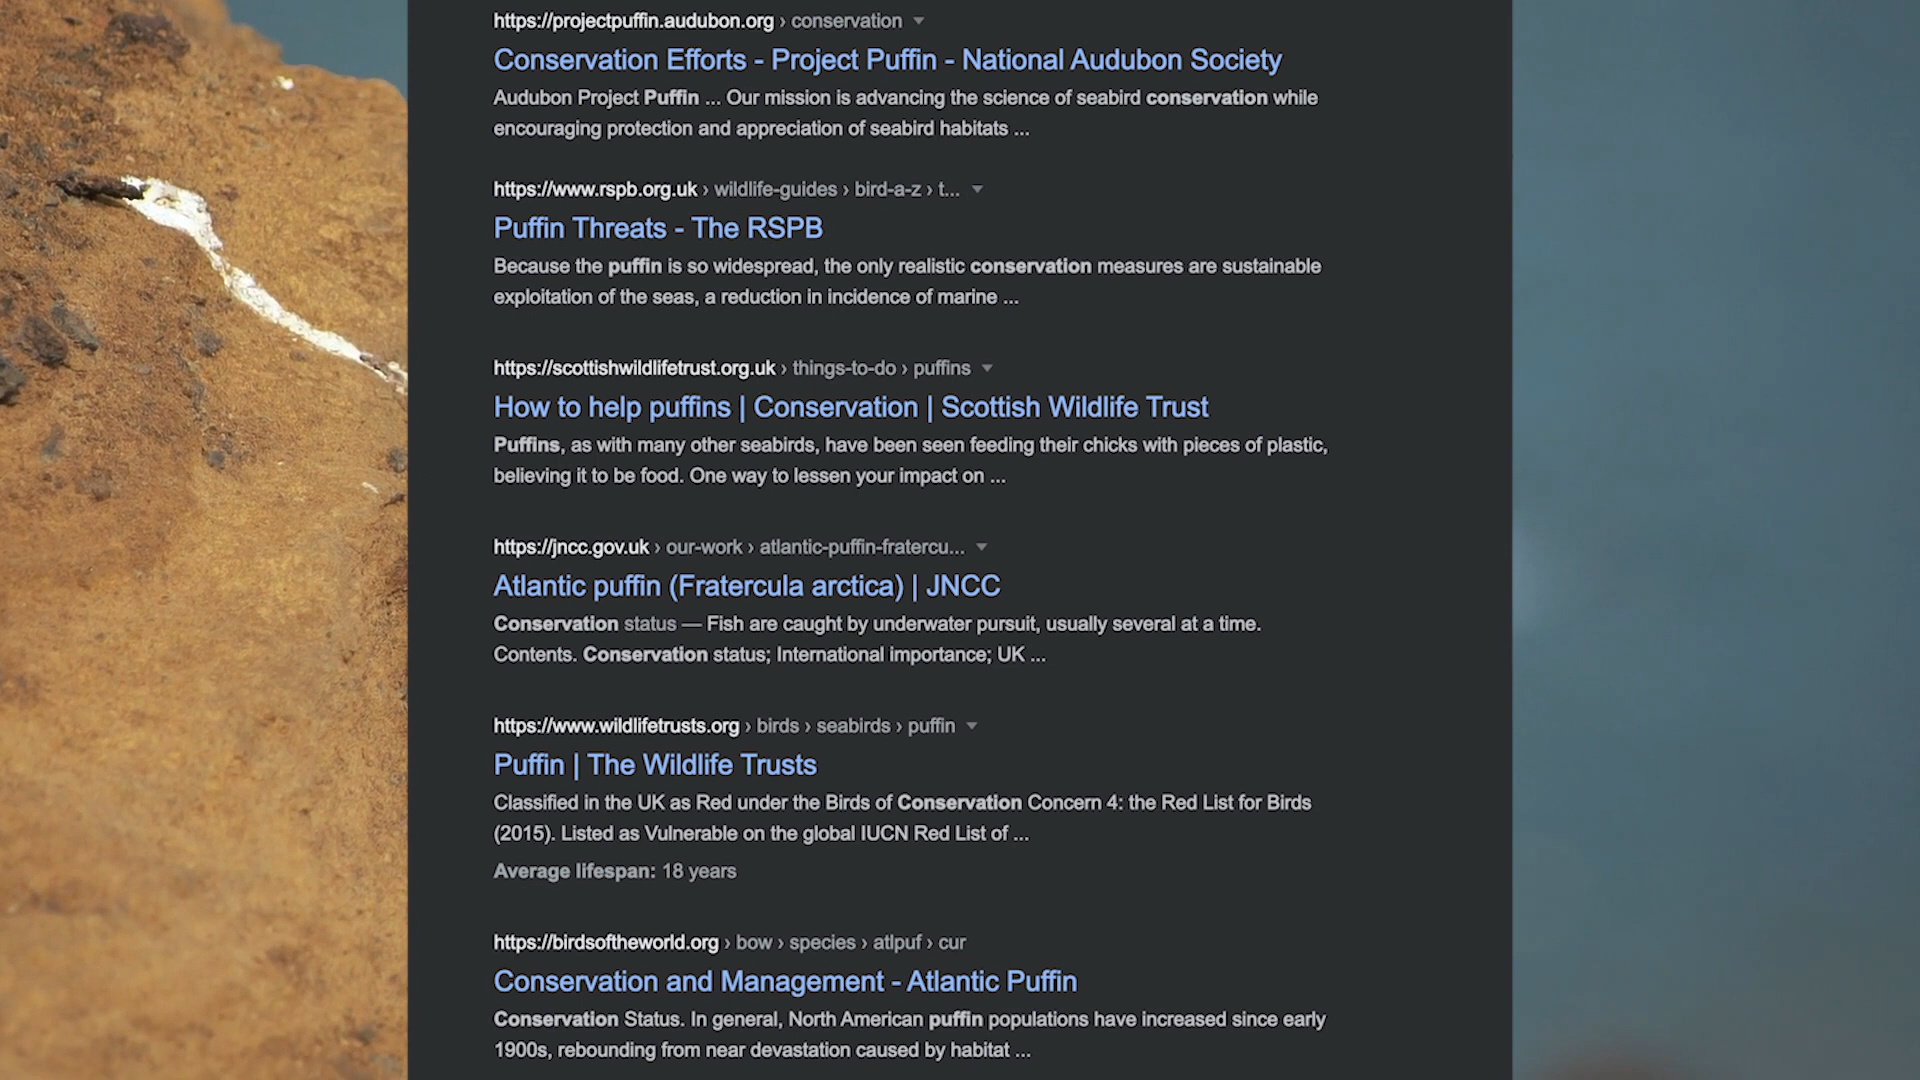 https://projectpuffin.audubon.org › conservation
Conservation Efforts - Project Puffin - National Audubon Society
Audubon Project Puffin ... Our mission is advancing the science of seabird conservation while
encouraging protection and appreciation of seabird habitats ...
https://www.rspb.org.uk › wildlife-guides › bird-a-z › t...
Puffin Threats - The RSPB
Because the puffin is so widespread, the only realistic conservation measures are sustainable
exploitation of the seas, a reduction in incidence of marine ...
https://scottishwildlifetrust.org.uk › things-to-do › puffins
How to help puffins | Conservation | Scottish Wildlife Trust
Puffins, as with many other seabirds, have been seen feeding their chicks with pieces of plastic,
believing it to be food. One way to lessen your impact on ...
https://jncc.gov.uk › our-work › atlantic-puffin-fratercu...
Atlantic puffin (Fratercula arctica) | JNCC
Conservation status — Fish are caught by underwater pursuit, usually several at a time.
Contents. Conservation status; International importance; UK ...
https://www.wildlifetrusts.org › birds › seabirds › puffin
Puffin | The Wildlife Trusts
Classified in the UK as Red under the Birds of Conservation Concern 4: the Red List for Birds
(2015). Listed as Vulnerable on the global IUCN Red List of ...
Average lifespan: 18 years
https://birdsoftheworld.org › bow › species › atlpuf › cur
Conservation and Management - Atlantic Puffin
Conservation Status. In general, North American puffin populations have increased since early
1900s, rebounding from near devastation caused by habitat ...